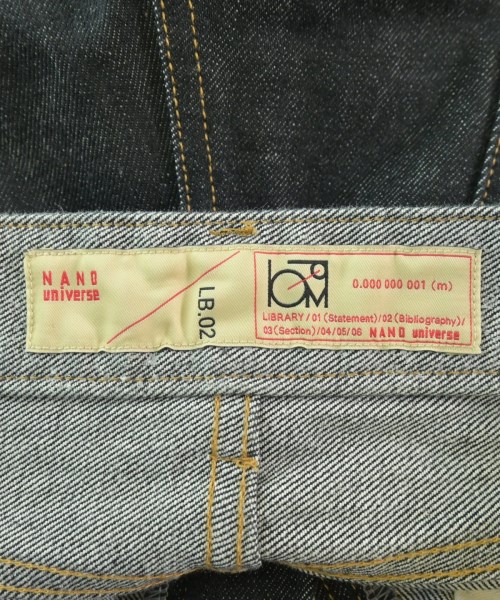 NANO
universe
LB.02
0.000 000 001 (m)
LIBRARY / 01 (Statement) / 02 (Bibliography) /
03 (Section) / 04 / 05 / 06 NANO universe